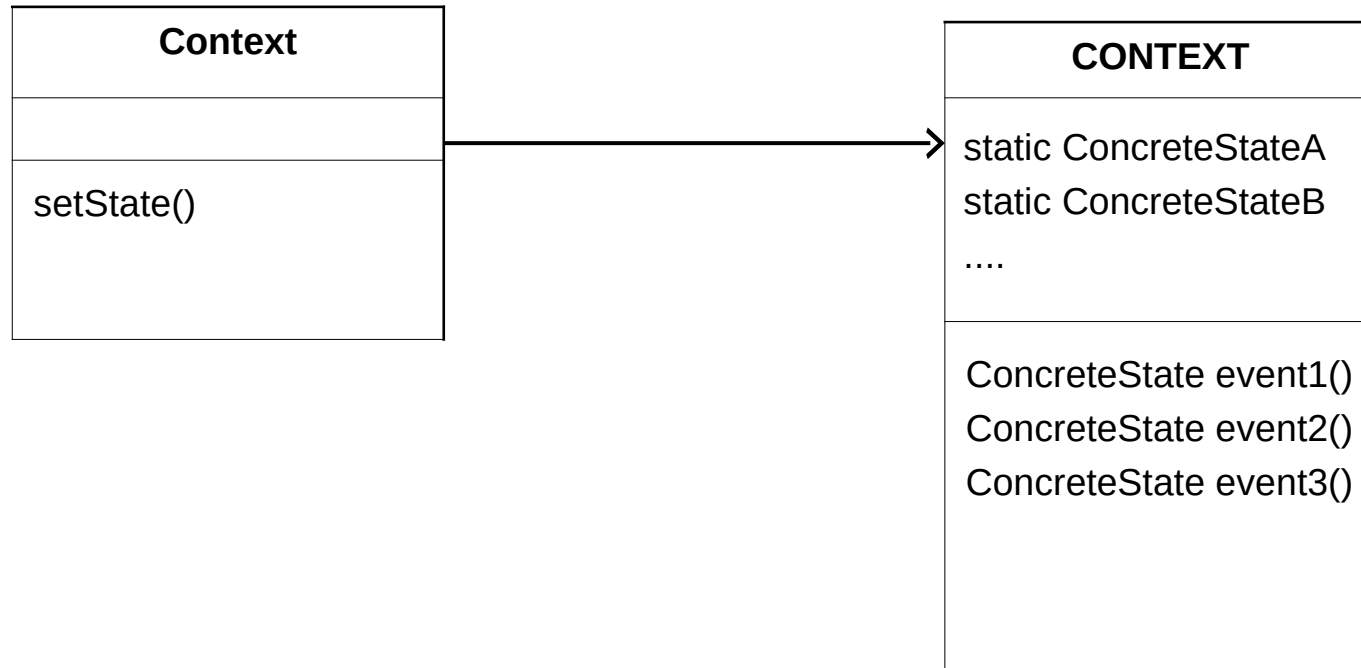 Context
setState()
CONTEXT
static ConcreteStateA
static ConcreteStateB
....
ConcreteState event1()
ConcreteState event2()
ConcreteState event3()